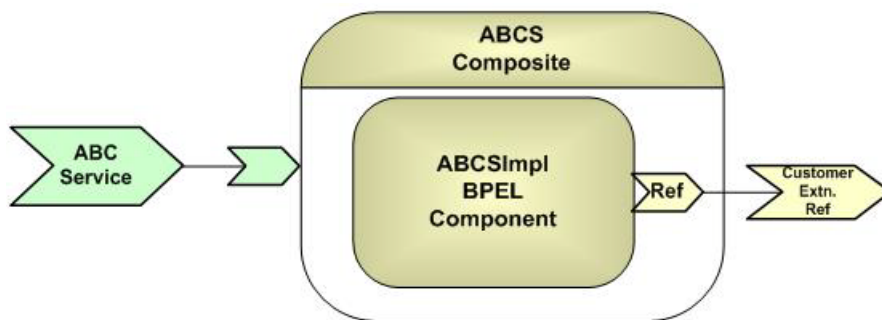 ABCS
Composite
ABC
Service
ABCSImpl
BPEL
Component
Ref
Customer
Extn.
Ref